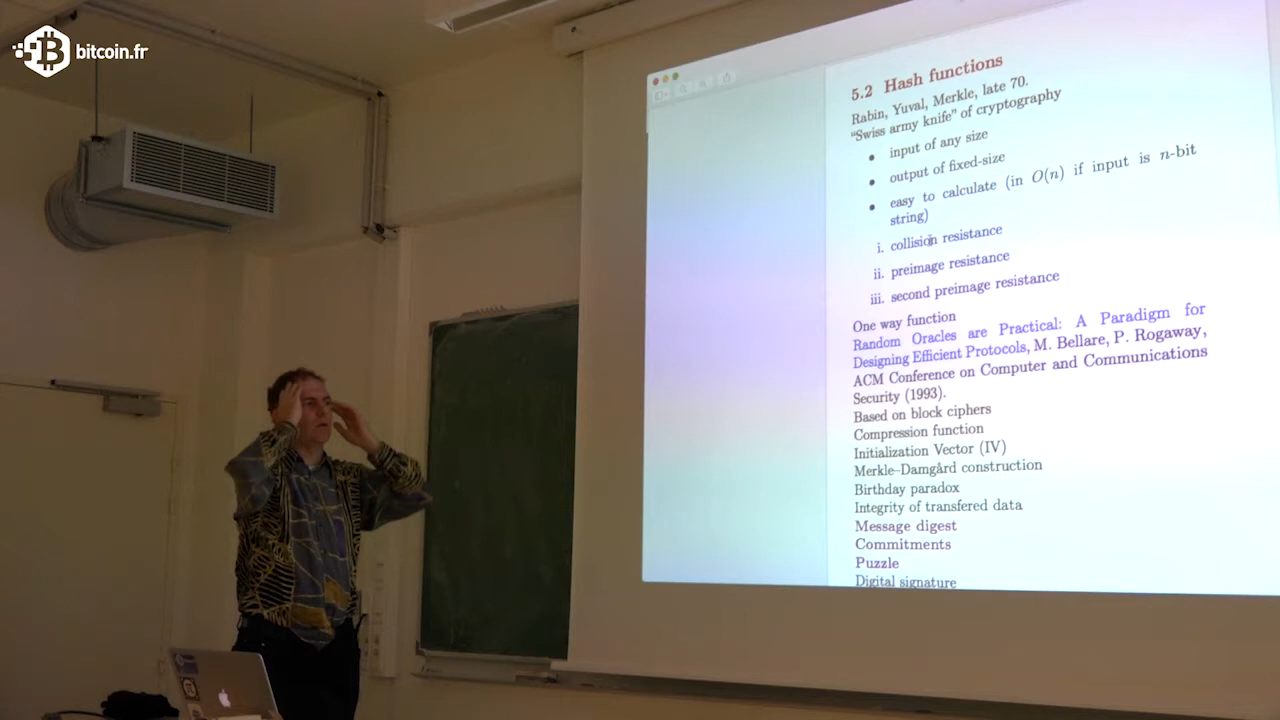 bitcoin.fr
5.2 Hash functions
Rabin, Yuval, Merkle, late 70.
“Swiss army knife” of cryptography
• input of any size
• output of fixed-size
• easy to calculate (in O(n) if input is n-bit
string)
i. collision resistance
ii. preimage resistance
iii. second preimage resistance
One way function
Random Oracles are Practical: A Paradigm for
Designing Efficient Protocols, M. Bellare, P. Rogaway,
ACM Conference on Computer and Communications
Security (1993).
Based on block ciphers
Compression function
Initialization Vector (IV)
Merkle–Damgård construction
Birthday paradox
Integrity of transfered data
Message digest
Commitments
Puzzle
Digital signature